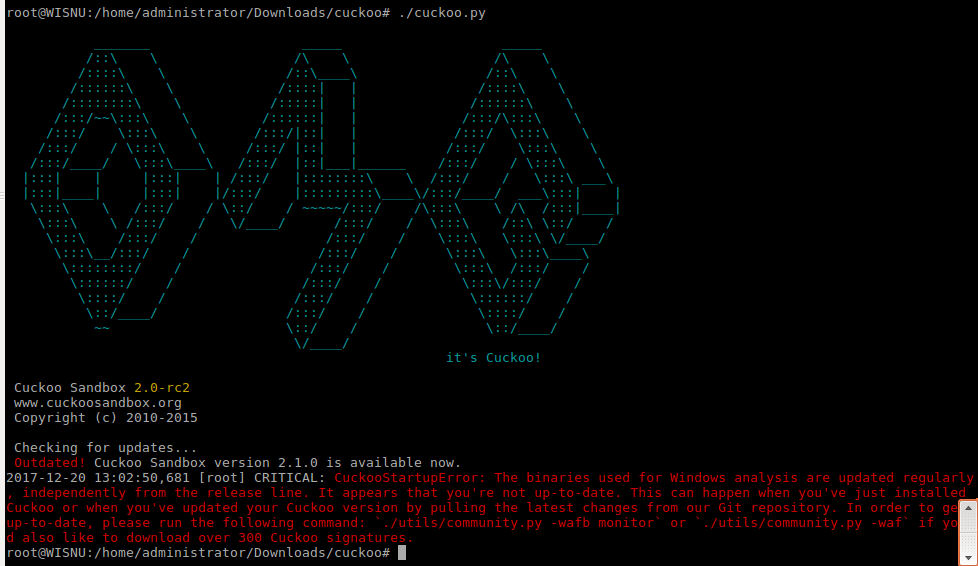 root@WISNU:/home/administrator/Downloads/cuckoo# ./cuckoo.py
it's Cuckoo!
Cuckoo Sandbox 2.0-rc2
www.cuckoosandbox.org
Copyright (c) 2010-2015
Checking for updates...
Outdated! Cuckoo Sandbox version 2.1.0 is available now.
2017-12-20 13:02:50,681 [root] CRITICAL: CuckooStartupError: The binaries used for Windows analysis are updated regularly
, independently from the release line. It appears that you're not up-to-date. This can happen when you've just installed
Cuckoo or when you've updated your Cuckoo version by pulling the latest changes from our Git repository. In order to ge
up-to-date, please run the following command: `./utils/community.py -wafb monitor` or `./utils/community.py -waf` if yo
d also like to download over 300 Cuckoo signatures.
root@WISNU:/home/administrator/Downloads/cuckoo#